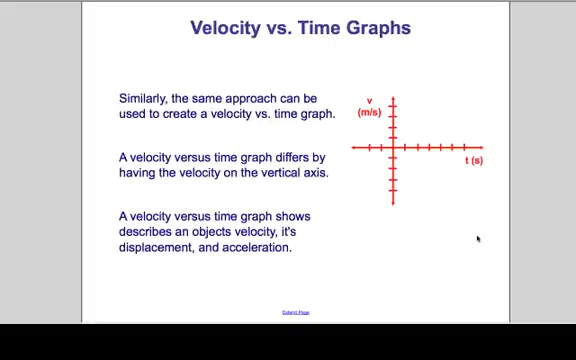 Velocity vs. Time Graphs
Similarly, the same approach can be
used to create a velocity vs. time graph.
A velocity versus time graph differs by
having the velocity on the vertical axis.
A velocity versus time graph shows
describes an objects velocity, it's
displacement, and acceleration.
v
(m/s)
t (s)
Extend Page